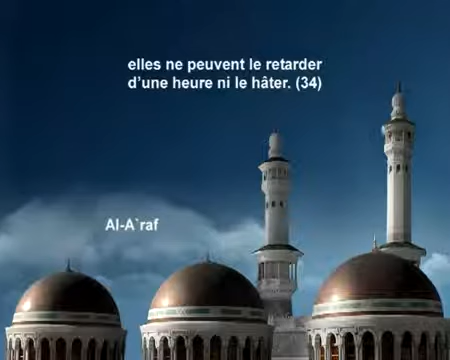 elles ne peuvent le retarder
d'une heure ni le hâter. (34)
Al-A`raf